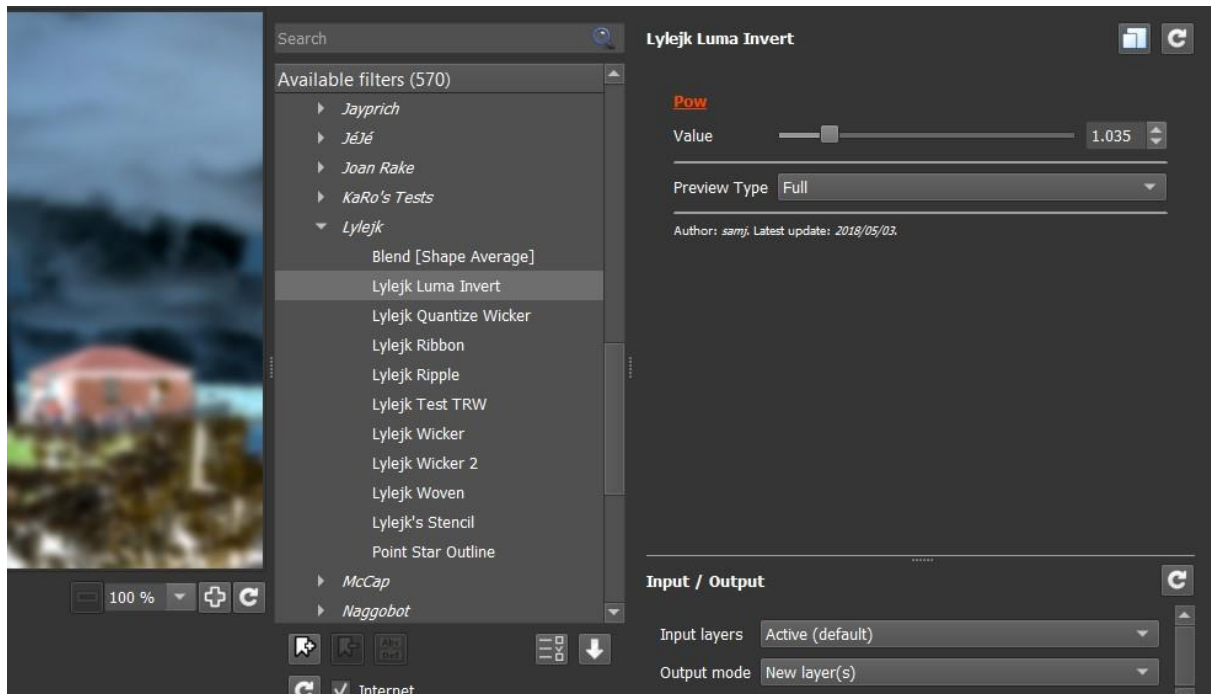 Search
Available filters (570)
Jayprich
JéJé
Joan Rake
KaRo's Tests
Lylejk
Blend [Shape Average]
Lylejk Luma Invert
Lylejk Quantize Wicker
Lylejk Ribbon
Lylejk Ripple
Lylejk Test TRW
Lylejk Wicker
Lylejk Wicker 2
Lylejk Woven
Lylejk's Stencil
Point Star Outline
McCap
Naggobot
100 %
Internet
Lylejk Luma Invert
Pow
Value 1.035
Preview Type Full
Author: samj. Latest update: 2018/05/03.
Input / Output
Input layers Active (default)
Output mode New layer(s)